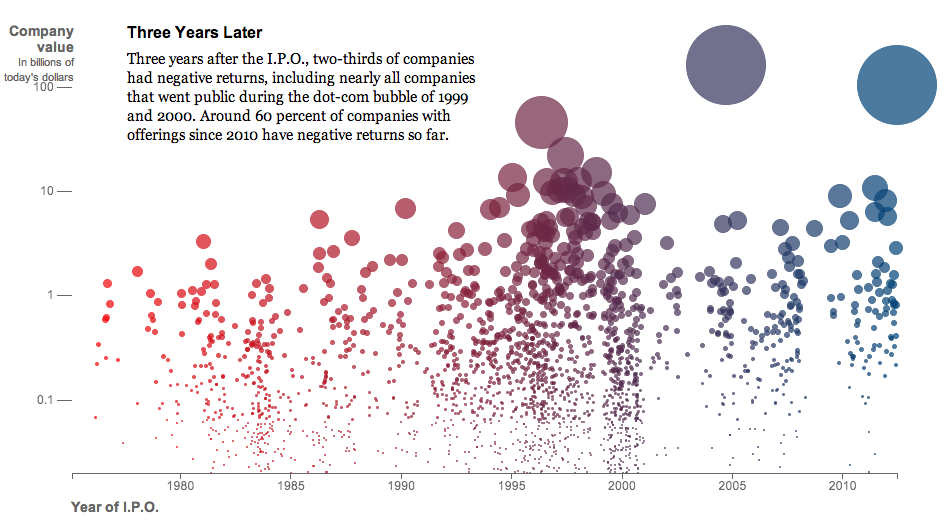 Company
value
In billions of
today's dollars
Three Years Later
Three years after the I.P.O., two-thirds of companies
had negative returns, including nearly all companies
that went public during the dot-com bubble of 1999
and 2000. Around 60 percent of companies with
offerings since 2010 have negative returns so far.
100
10
1
0.1
1980 1985 1990 1995 2000 2005 2010
Year of I.P.O.